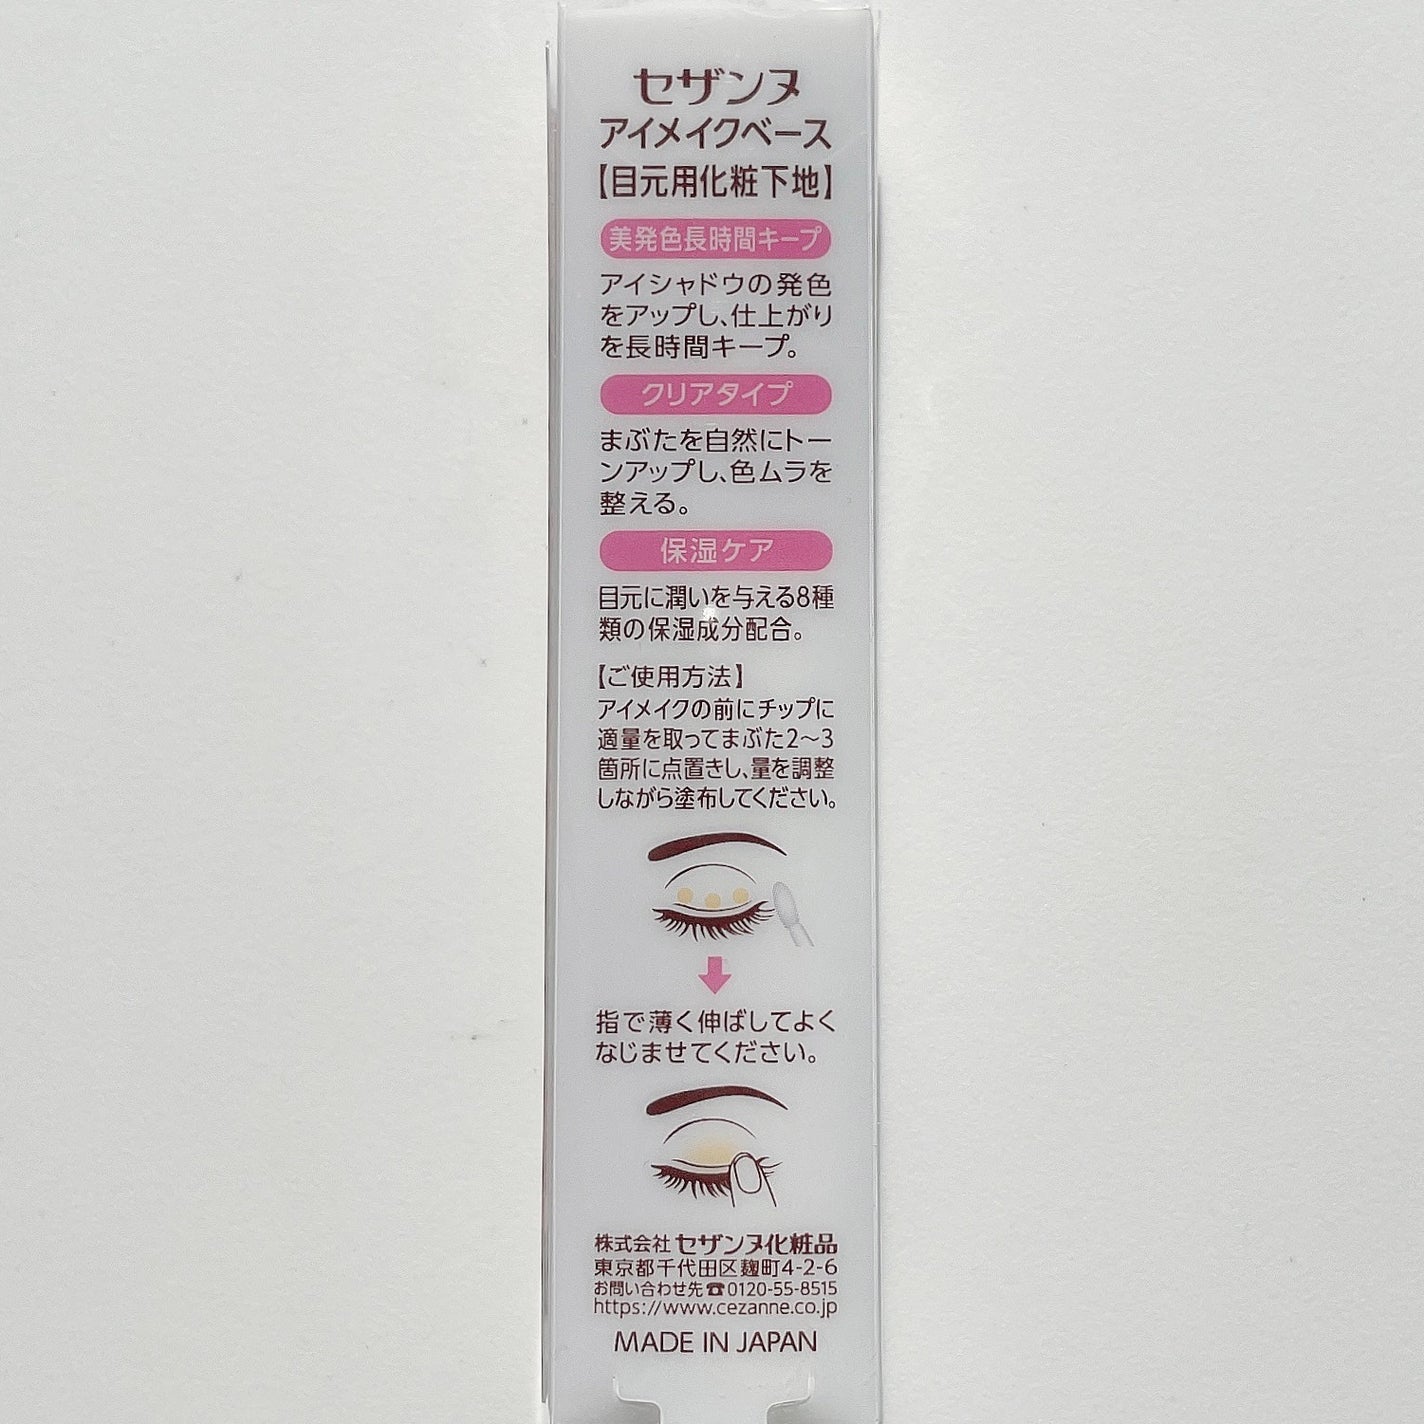 セザンヌ
アイメイクベース
【目元用化粧下地】
美発色長時間キープ
アイシャドウの発色
をアップし、仕上がり
を長時間キープ。
クリアタイプ
まぶたを自然にトー
ンアップし、色ムラを
整える。
保湿ケア
目元に潤いを与える8種
類の保湿成分配合。
【ご使用方法】
アイメイクの前にチップに
適量を取ってまぶた2〜3
箇所に点置きし、量を調整
しながら塗布してください。
指で薄く伸ばしてよく
なじませてください。
株式会社 セザンヌ化粧品
東京都千代田区麹町4-2-6
お問い合わせ先☎0120-55-8515
https://www.cezanne.co.jp
MADE IN JAPAN